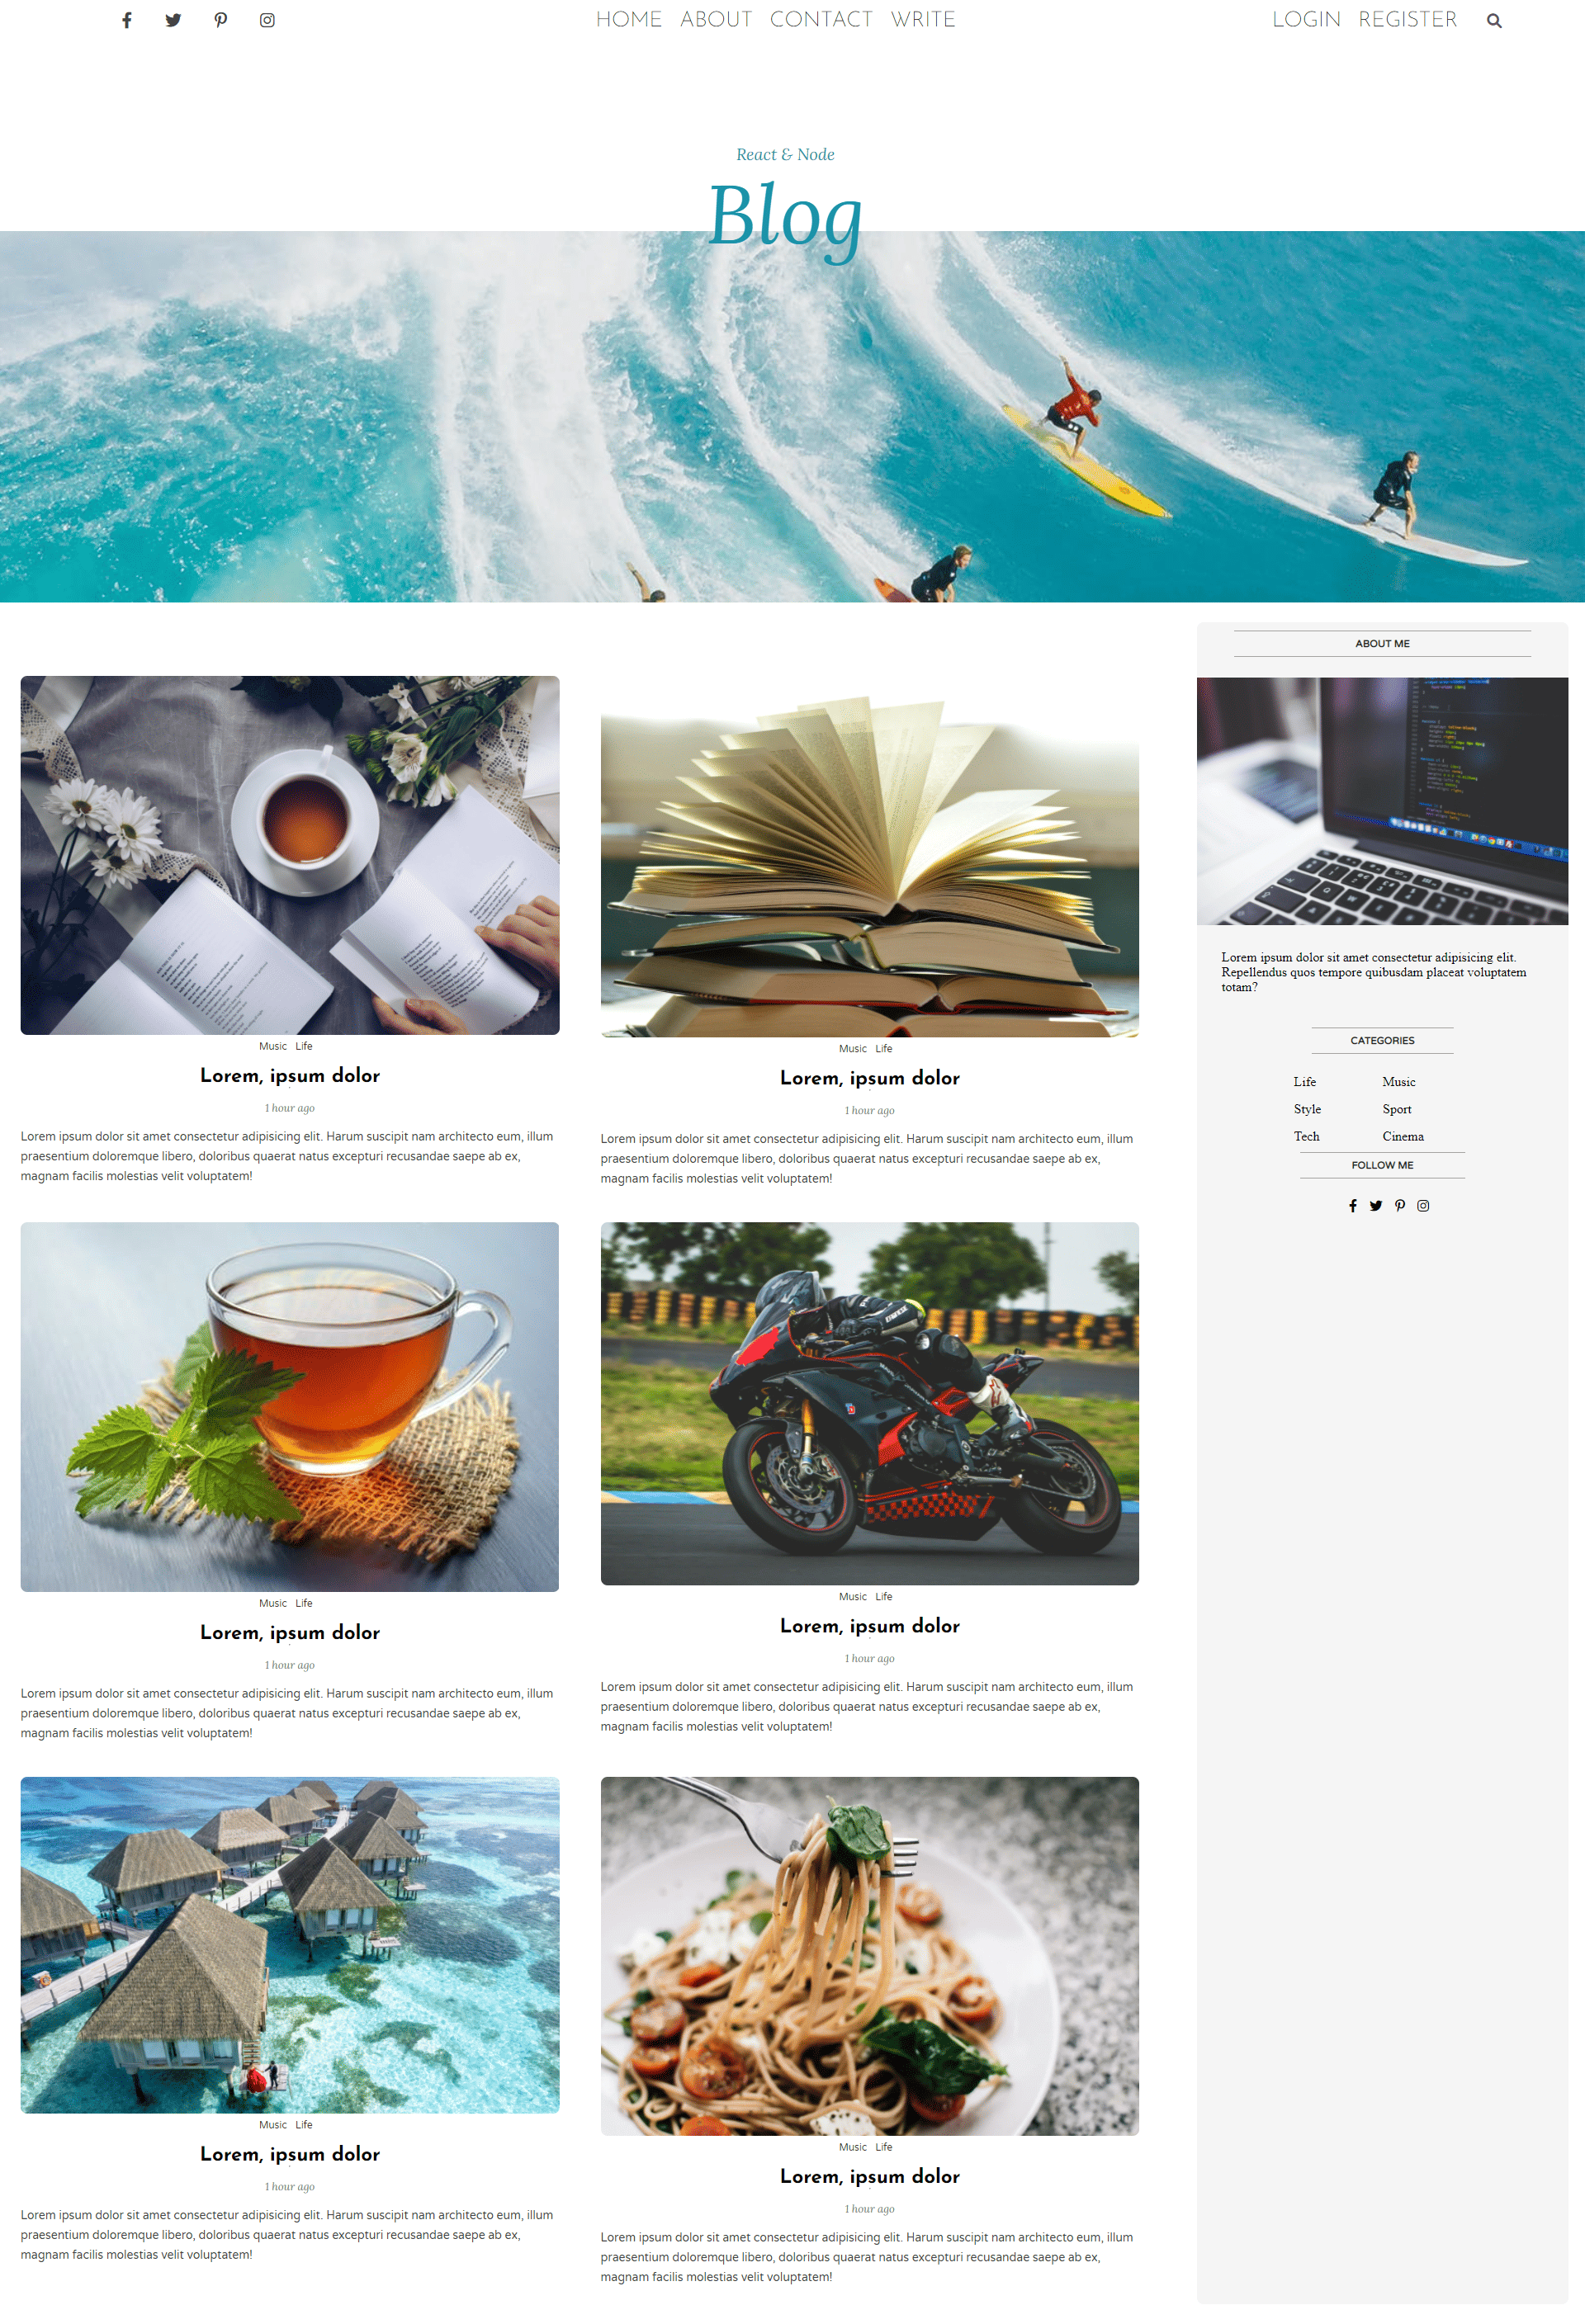 HOME ABOUT CONTACT WRITE
LOGIN REGISTER
React & Node
Blog
Music Life
Lorem, ipsum dolor
1 hour ago
Lorem ipsum dolor sit amet consectetur adipisicing elit. Harum suscipit nam architecto eum, illum
praesentium doloremque libero, doloribus quaerat natus excepturi recusandae saepe ab ex,
magnam facilis molestias velit voluptatem!
Music Life
Lorem, ipsum dolor
1 hour ago
Lorem ipsum dolor sit amet consectetur adipisicing elit. Harum suscipit nam architecto eum, illum
praesentium doloremque libero, doloribus quaerat natus excepturi recusandae saepe ab ex,
magnam facilis molestias velit voluptatem!
Music Life
Lorem, ipsum dolor
1 hour ago
Lorem ipsum dolor sit amet consectetur adipisicing elit. Harum suscipit nam architecto eum, illum
praesentium doloremque libero, doloribus quaerat natus excepturi recusandae saepe ab ex,
magnam facilis molestias velit voluptatem!
Music Life
Lorem, ipsum dolor
1 hour ago
Lorem ipsum dolor sit amet consectetur adipisicing elit. Harum suscipit nam architecto eum, illum
praesentium doloremque libero, doloribus quaerat natus excepturi recusandae saepe ab ex,
magnam facilis molestias velit voluptatem!
Music Life
Lorem, ipsum dolor
1 hour ago
Lorem ipsum dolor sit amet consectetur adipisicing elit. Harum suscipit nam architecto eum, illum
praesentium doloremque libero, doloribus quaerat natus excepturi recusandae saepe ab ex,
magnam facilis molestias velit voluptatem!
Music Life
Lorem, ipsum dolor
1 hour ago
Lorem ipsum dolor sit amet consectetur adipisicing elit. Harum suscipit nam architecto eum, illum
praesentium doloremque libero, doloribus quaerat natus excepturi recusandae saepe ab ex,
magnam facilis molestias velit voluptatem!
ABOUT ME
Lorem ipsum dolor sit amet consectetur adipisicing elit.
Repellendus quos tempore quibusdam placeat voluptatem
totam?
CATEGORIES
Life Music
Style Sport
Tech Cinema
FOLLOW ME